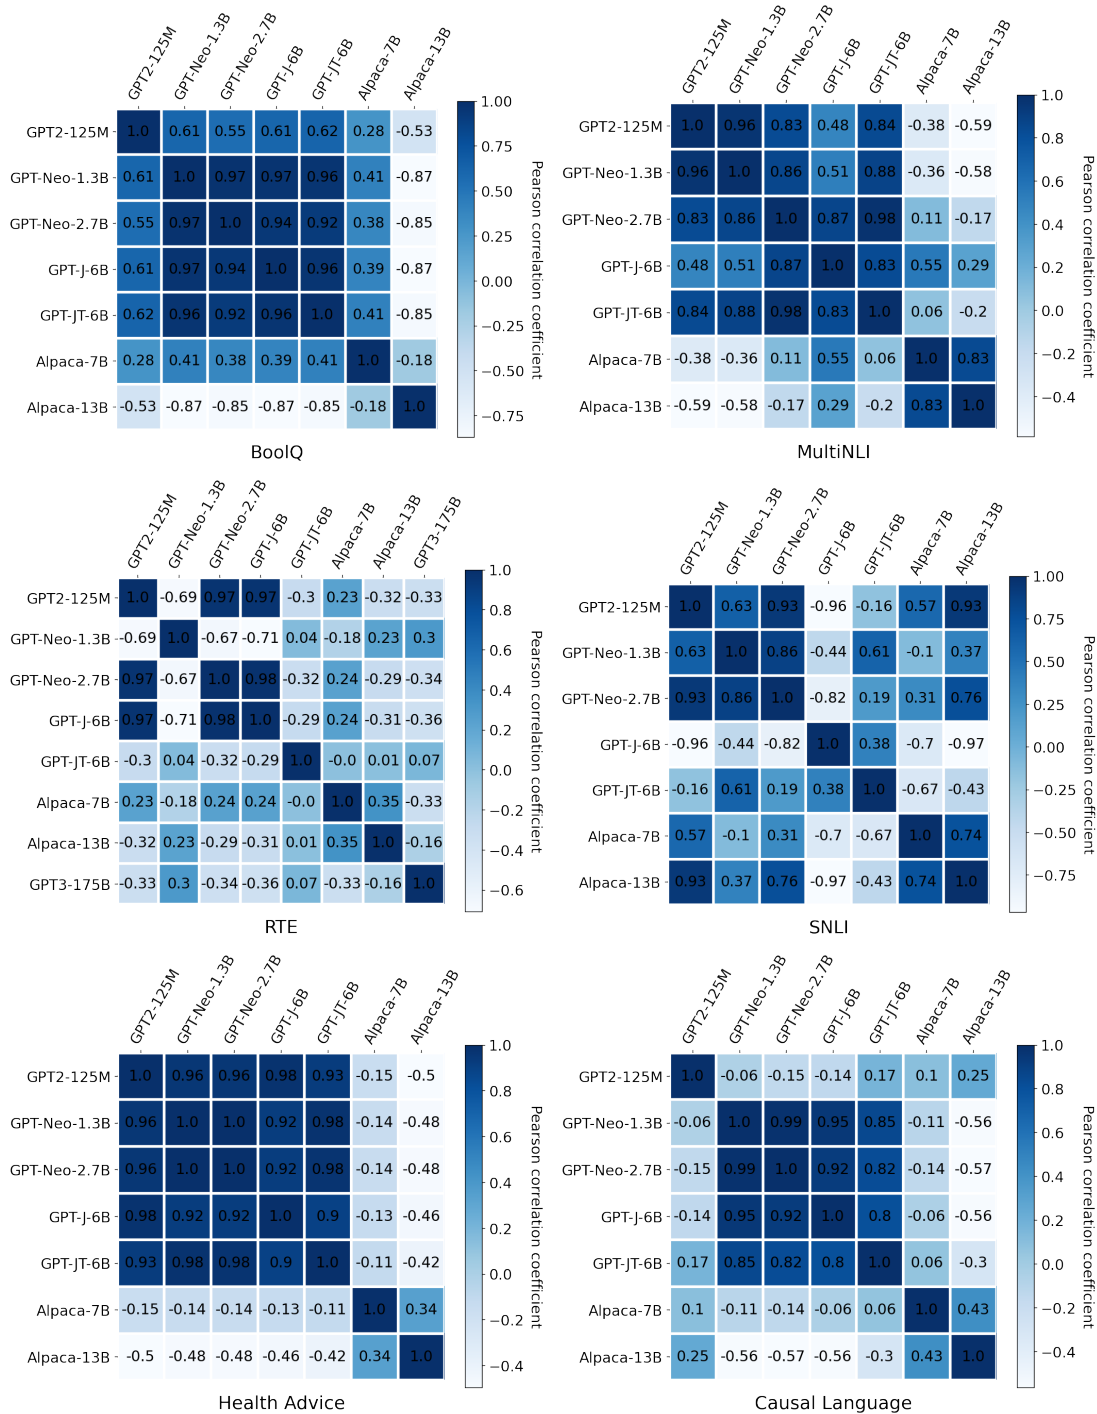 GPT2-125M GPT-Neo-1.3B GPT-Neo-2.7B GPT-J-6B GPT-JT-6B Alpaca-7B Alpaca-13B
GPT2-125M 1.0 0.61 0.55 0.61 0.62 0.28 -0.53
GPT-Neo-1.3B 0.61 1.0 0.97 0.97 0.96 0.41 -0.87
GPT-Neo-2.7B 0.55 0.97 1.0 0.94 0.92 0.38 -0.85
GPT-J-6B 0.61 0.97 0.94 1.0 0.96 0.39 -0.87
GPT-JT-6B 0.62 0.96 0.92 0.96 1.0 0.41 -0.85
Alpaca-7B 0.28 0.41 0.38 0.39 0.41 1.0 -0.18
Alpaca-13B -0.53 -0.87 -0.85 -0.87 -0.85 -0.18 1.0
1.00
0.75
0.50
0.25
0.00
−0.25
−0.50
−0.75
Pearson correlation coefficient
BoolQ
GPT2-125M GPT-Neo-1.3B GPT-Neo-2.7B GPT-J-6B GPT-JT-6B Alpaca-7B Alpaca-13B
GPT2-125M 1.0 0.96 0.83 0.48 0.84 -0.38 -0.59
GPT-Neo-1.3B 0.96 1.0 0.86 0.51 0.88 -0.36 -0.58
GPT-Neo-2.7B 0.83 0.86 1.0 0.87 0.98 0.11 -0.17
GPT-J-6B 0.48 0.51 0.87 1.0 0.83 0.55 0.29
GPT-JT-6B 0.84 0.88 0.98 0.83 1.0 0.06 -0.2
Alpaca-7B -0.38 -0.36 0.11 0.55 0.06 1.0 0.83
Alpaca-13B -0.59 -0.58 -0.17 0.29 -0.2 0.83 1.0
1.0
0.8
0.6
0.4
0.2
0.0
−0.2
−0.4
Pearson correlation coefficient
MultiNLI
GPT2-125M GPT-Neo-1.3B GPT-Neo-2.7B GPT-J-6B GPT-JT-6B Alpaca-7B Alpaca-13B GPT3-175B
GPT2-125M 1.0 -0.69 0.97 0.97 -0.3 0.23 -0.32 -0.33
GPT-Neo-1.3B -0.69 1.0 -0.67 -0.71 0.04 -0.18 0.23 0.3
GPT-Neo-2.7B 0.97 -0.67 1.0 0.98 -0.32 0.24 -0.29 -0.34
GPT-J-6B 0.97 -0.71 0.98 1.0 -0.29 0.24 -0.31 -0.36
GPT-JT-6B -0.3 0.04 -0.32 -0.29 1.0 -0.0 0.01 0.07
Alpaca-7B 0.23 -0.18 0.24 0.24 -0.0 1.0 0.35 -0.33
Alpaca-13B -0.32 0.23 -0.29 -0.31 0.01 0.35 1.0 -0.16
GPT3-175B -0.33 0.3 -0.34 -0.36 0.07 -0.33 -0.16 1.0
1.0
0.8
0.6
0.4
0.2
0.0
−0.2
−0.4
−0.6
Pearson correlation coefficient
RTE
GPT2-125M GPT-Neo-1.3B GPT-Neo-2.7B GPT-J-6B GPT-JT-6B Alpaca-7B Alpaca-13B
GPT2-125M 1.0 0.63 0.93 -0.96 -0.16 0.57 0.93
GPT-Neo-1.3B 0.63 1.0 0.86 -0.44 0.61 -0.1 0.37
GPT-Neo-2.7B 0.93 0.86 1.0 -0.82 0.19 0.31 0.76
GPT-J-6B -0.96 -0.44 -0.82 1.0 0.38 -0.7 -0.97
GPT-JT-6B -0.16 0.61 0.19 0.38 1.0 -0.67 -0.43
Alpaca-7B 0.57 -0.1 0.31 -0.7 -0.67 1.0 0.74
Alpaca-13B 0.93 0.37 0.76 -0.97 -0.43 0.74 1.0
1.00
0.75
0.50
0.25
0.00
−0.25
−0.50
−0.75
Pearson correlation coefficient
SNLI
GPT2-125M GPT-Neo-1.3B GPT-Neo-2.7B GPT-J-6B GPT-JT-6B Alpaca-7B Alpaca-13B
GPT2-125M 1.0 0.96 0.96 0.98 0.93 -0.15 -0.5
GPT-Neo-1.3B 0.96 1.0 1.0 0.92 0.98 -0.14 -0.48
GPT-Neo-2.7B 0.96 1.0 1.0 0.92 0.98 -0.14 -0.48
GPT-J-6B 0.98 0.92 0.92 1.0 0.9 -0.13 -0.46
GPT-JT-6B 0.93 0.98 0.98 0.9 1.0 -0.11 -0.42
Alpaca-7B -0.15 -0.14 -0.14 -0.13 -0.11 1.0 0.34
Alpaca-13B -0.5 -0.48 -0.48 -0.46 -0.42 0.34 1.0
1.0
0.8
0.6
0.4
0.2
0.0
−0.2
−0.4
Pearson correlation coefficient
Health Advice
GPT2-125M GPT-Neo-1.3B GPT-Neo-2.7B GPT-J-6B GPT-JT-6B Alpaca-7B Alpaca-13B
GPT2-125M 1.0 -0.06 -0.15 -0.14 0.17 0.1 0.25
GPT-Neo-1.3B -0.06 1.0 0.99 0.95 0.85 -0.11 -0.56
GPT-Neo-2.7B -0.15 0.99 1.0 0.92 0.82 -0.14 -0.57
GPT-J-6B -0.14 0.95 0.92 1.0 0.8 -0.06 -0.56
GPT-JT-6B 0.17 0.85 0.82 0.8 1.0 0.06 -0.3
Alpaca-7B 0.1 -0.11 -0.14 -0.06 0.06 1.0 0.43
Alpaca-13B 0.25 -0.56 -0.57 -0.56 -0.3 0.43 1.0
1.0
0.8
0.6
0.4
0.2
0.0
−0.2
−0.4
Pearson correlation coefficient
Causal Language